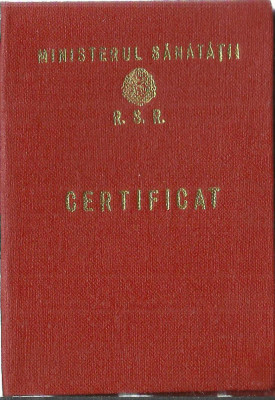 MINISTERUL SĂNĂTĂȚII
R. S. R.
CERTIFICAT